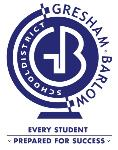 GRESHAM-BARLOW
SCHOOL DISTRICT
GB
EVERY STUDENT
· PREPARED FOR SUCCESS ·